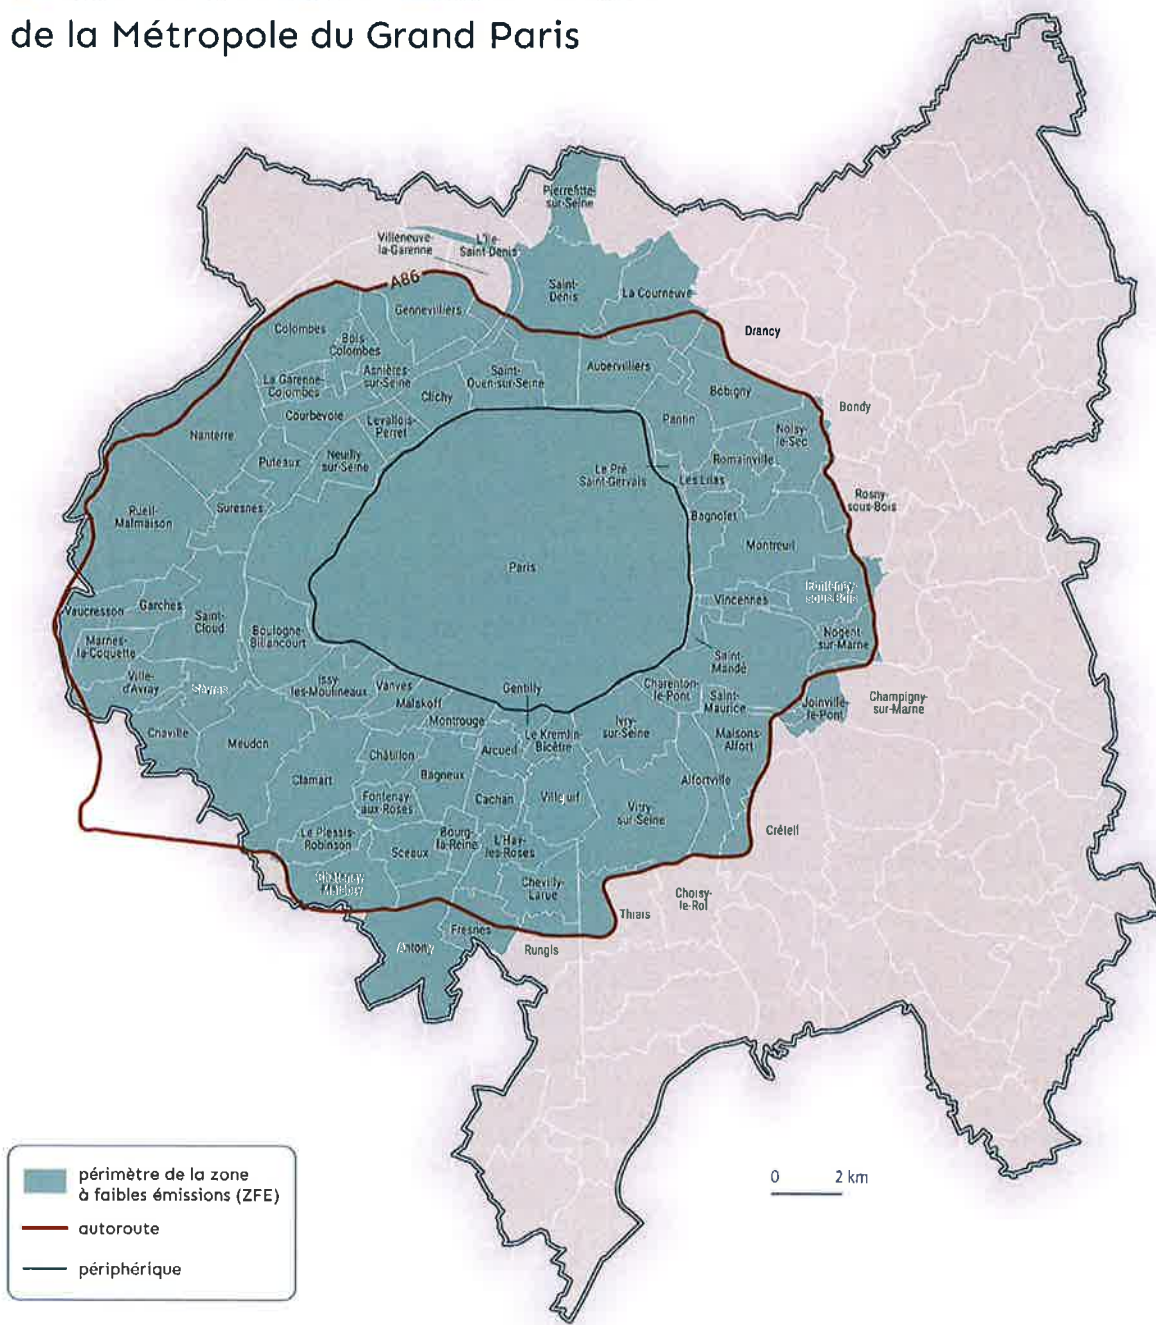 de la Métropole du Grand Paris
Pierrefitte-
sur-Seine
Villeneuve-
la-Garenne
L'Île-
Saint-Denis
A86
Saint-
Denis
La Courneuve
Gennevilliers
Colombes
Bois-
Colombes
Drancy
Asnières-
sur-Seine
Saint-
Ouen-sur-Seine
Aubervilliers
La Garenne-
Colombes
Clichy
Bobigny
Courbevoie
Levallois-
Perret
Pantin
Bondy
Nanterre
Noisy-
le-Sec
Puteaux
Neuilly
sur-Seine
Le Pré
Saint-Gervais
Romainville
Les Lilas
Rueil-
Malmaison
Suresnes
Rosny-
sous-Bois
Bagnolet
Montreuil
Paris
Vaucresson
Garches
Saint-
Cloud
Vincennes
Fontenay-
sous-Bois
Marnes-
la-Coquette
Boulogne-
Billancourt
Nogent-
sur-Marne
Ville-
d'Avray
Sèvres
Issy-
les-Moulineaux
Vanves
Malakoff
Gentilly
Saint-
Mandé
Charenton-
le-Pont
Saint-
Maurice
Joinville-
le-Pont
Champigny-
sur-Marne
Chaville
Meudon
Montrouge
Arcueil
Le Kremlin-
Bicêtre
Ivry-
sur-Seine
Maisons-
Alfort
Châtillon
Clamart
Bagneux
Alfortville
Fontenay-
aux-Roses
Cachan
Villejuif
Vitry-
sur-Seine
Le Plessis-
Robinson
Sceaux
Bourg-
la-Reine
L'Haÿ-
les-Roses
Créteil
Châtenay-
Malabry
Chevilly-
Larue
Choisy-
le-Roi
Thiais
Antony
Fresnes
Rungis
périmètre de la zone
à faibles émissions (ZFE)
autoroute
périphérique
0 2 km